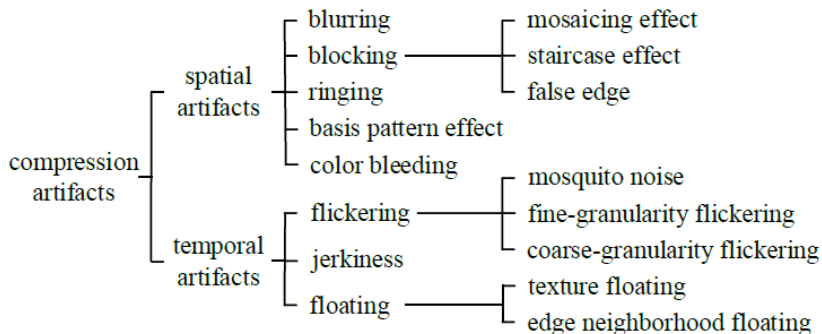 compression
artifacts
spatial
artifacts
blurring
blocking
mosaicing effect
staircase effect
false edge
ringing
basis pattern effect
color bleeding
temporal
artifacts
flickering
mosquito noise
fine-granularity flickering
coarse-granularity flickering
jerkiness
floating
texture floating
edge neighborhood floating